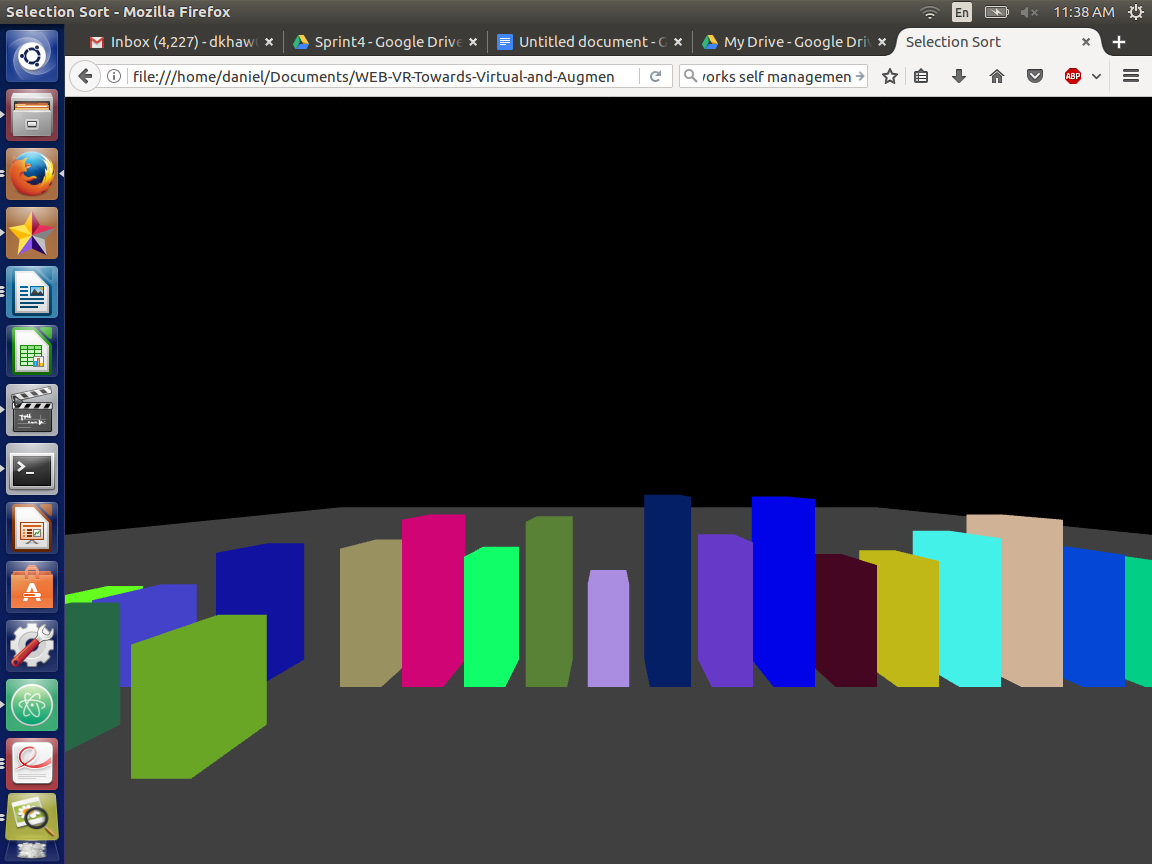 Selection Sort - Mozilla Firefox
En
11:38 AM
Inbox (4,227) - dkhaw
Sprint4 - Google Drive
Untitled document - G
My Drive - Google Driv
Selection Sort
file:///home/daniel/Documents/WEB-VR-Towards-Virtual-and-Augmen
vorks self managemen
ABP
>_
A